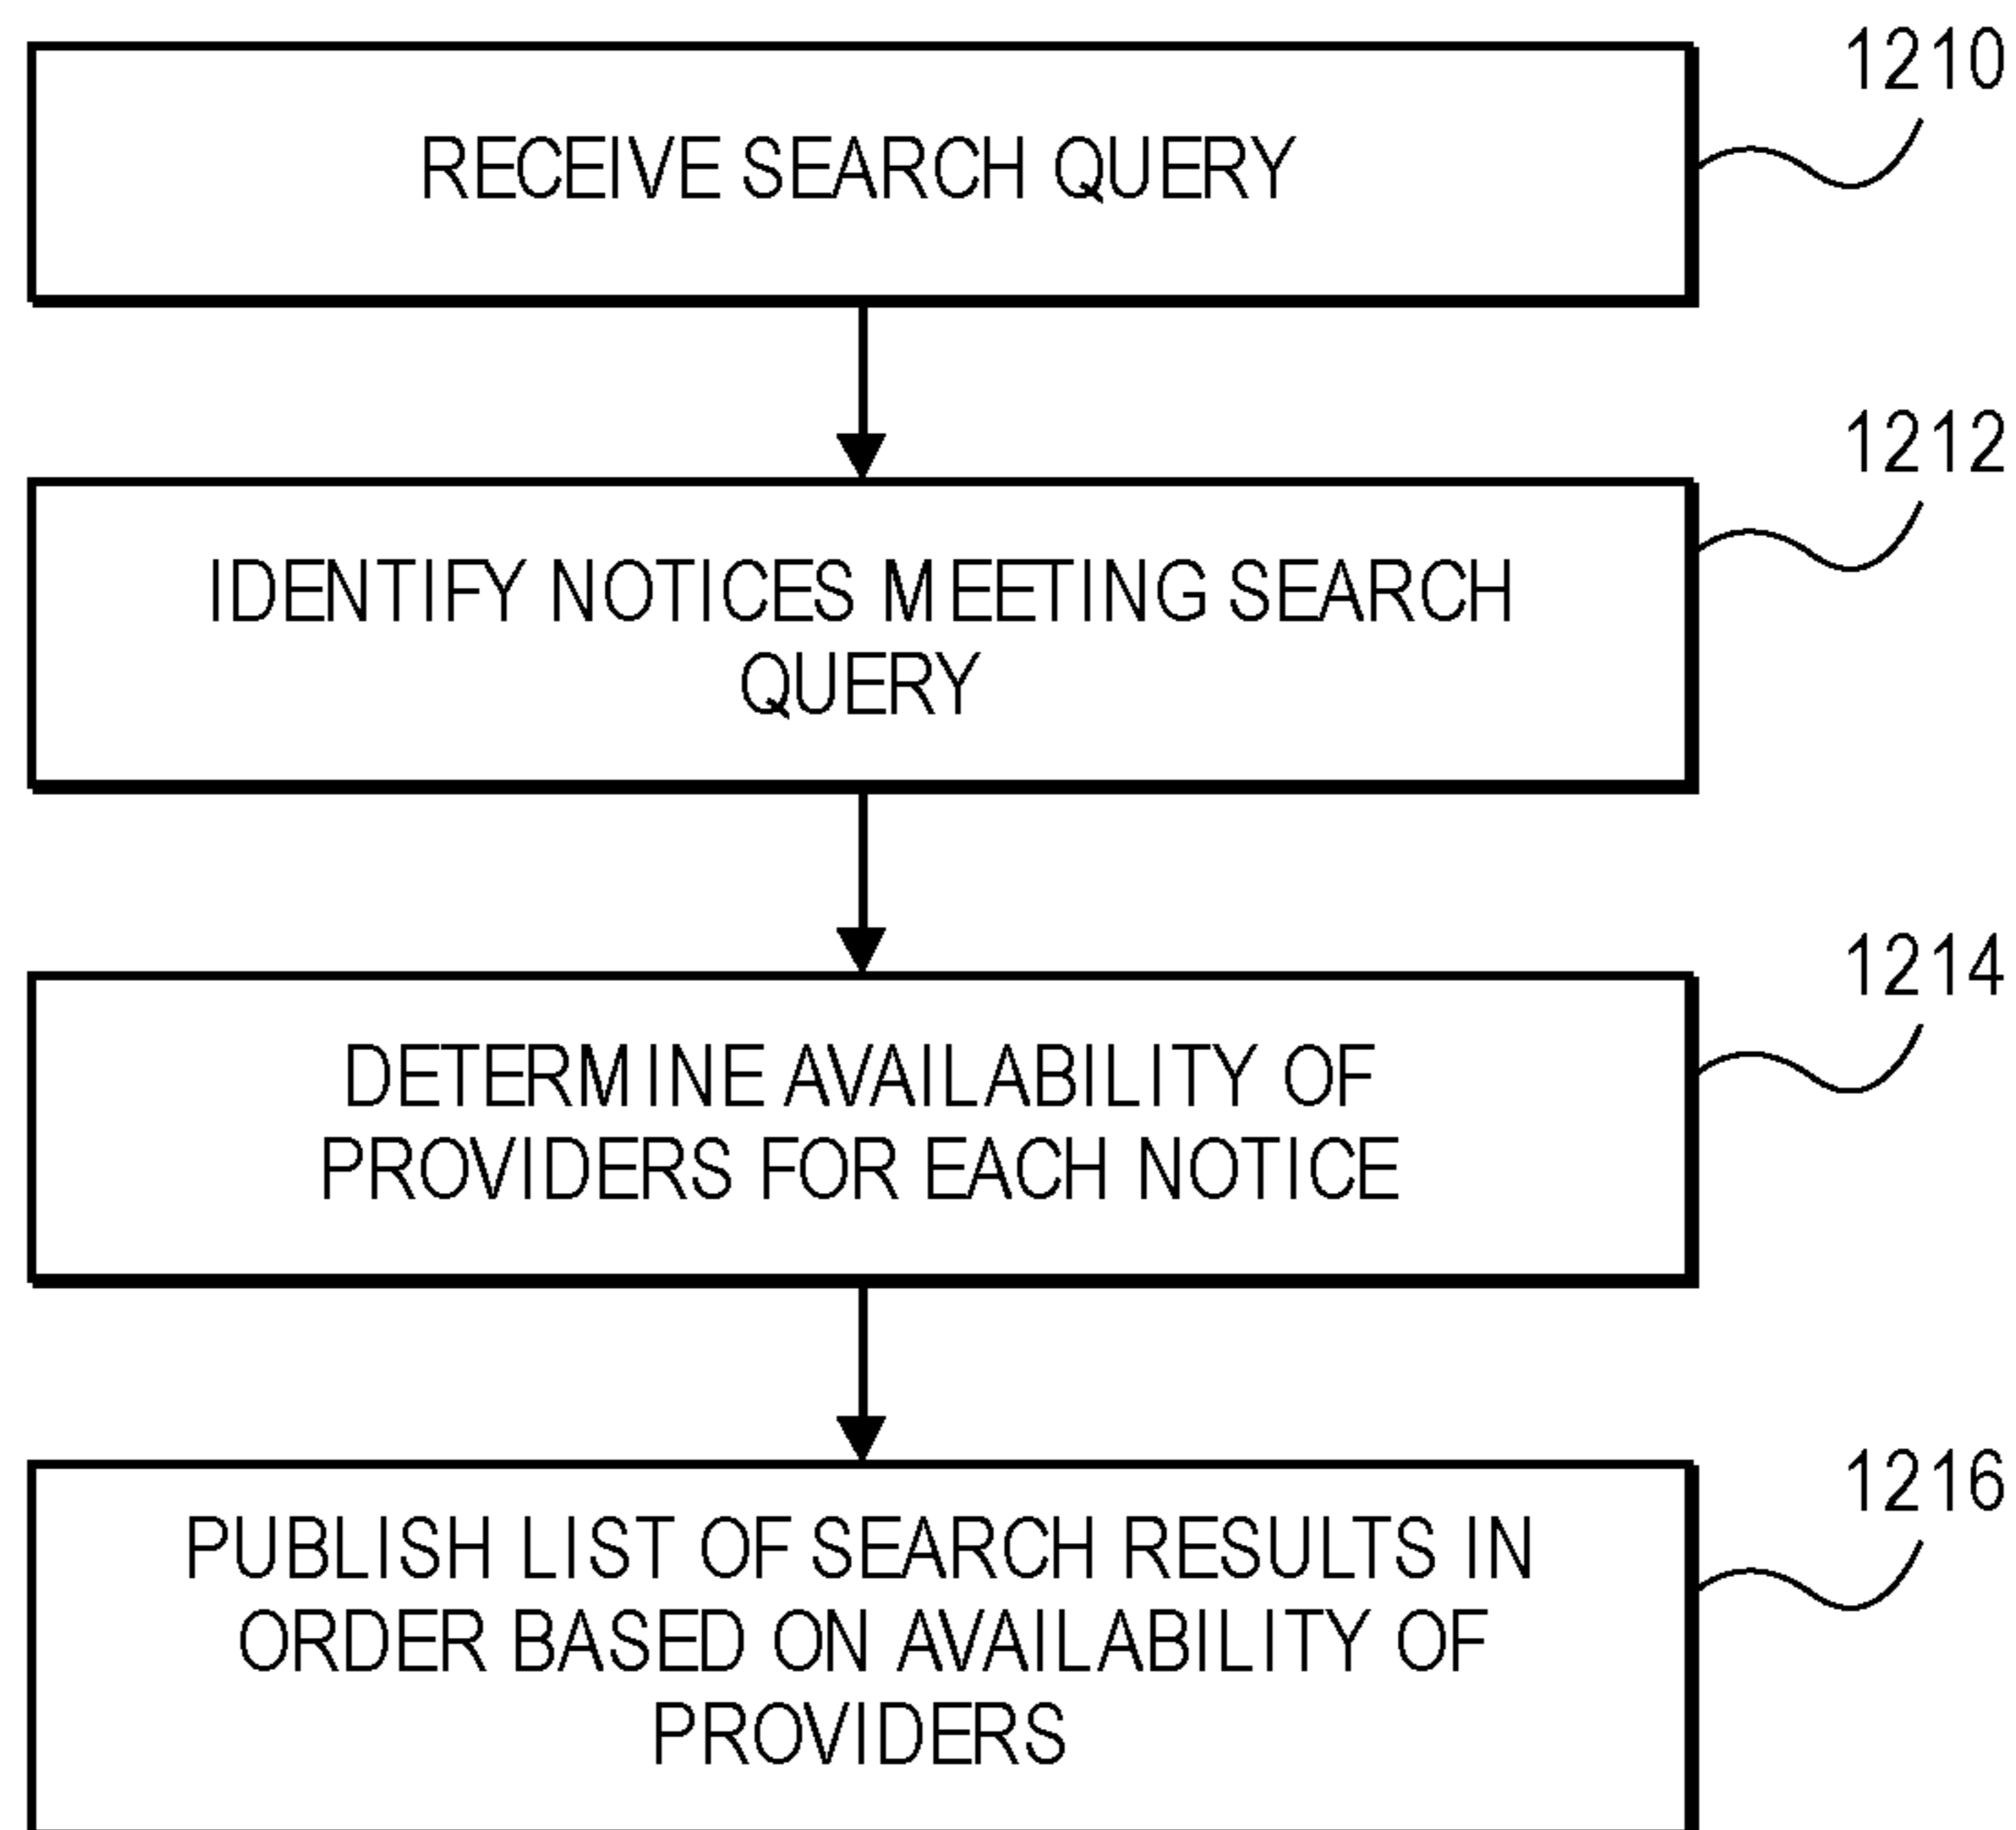 1210
RECEIVE SEARCH QUERY
1212
IDENTIFY NOTICES MEETING SEARCH
QUERY
1214
DETERMINE AVAILABILITY OF
PROVIDERS FOR EACH NOTICE
1216
PUBLISH LIST OF SEARCH RESULTS IN
ORDER BASED ON AVAILABILITY OF
PROVIDERS